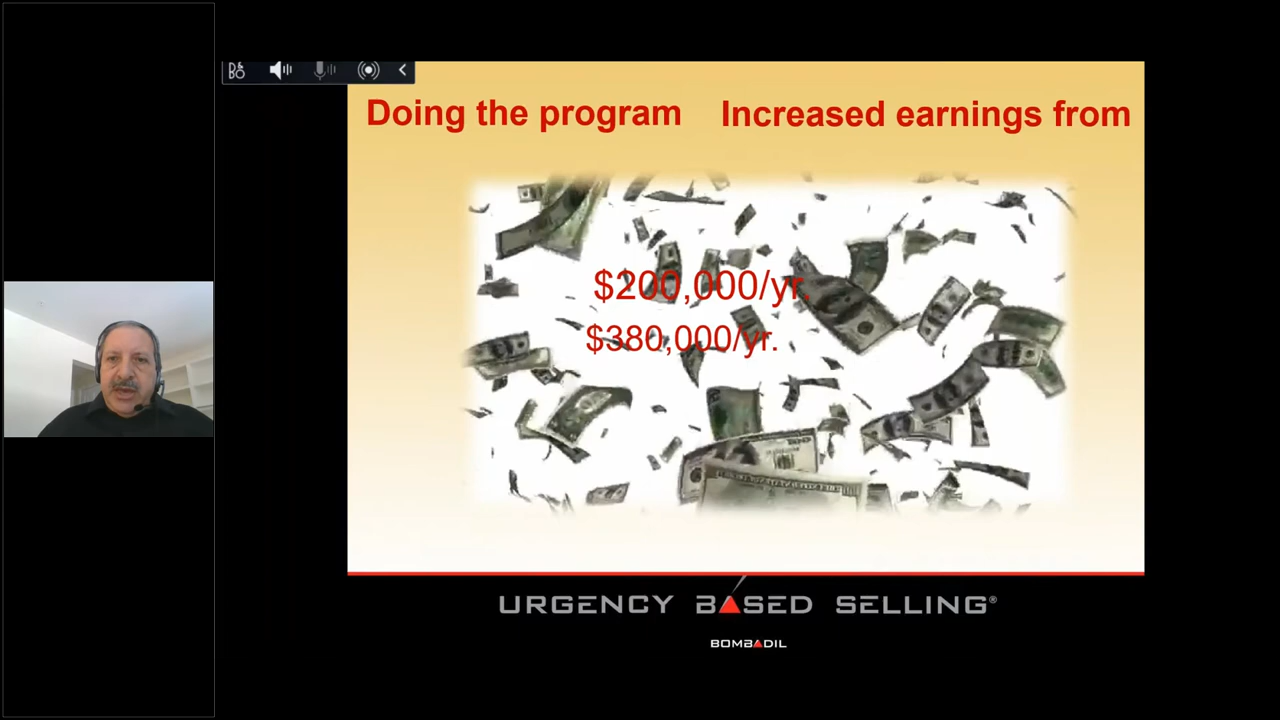 Doing the program Increased earnings from
$200,000/yr.
$380,000/yr.
URGENCY BASED SELLING®
BOMBADIL